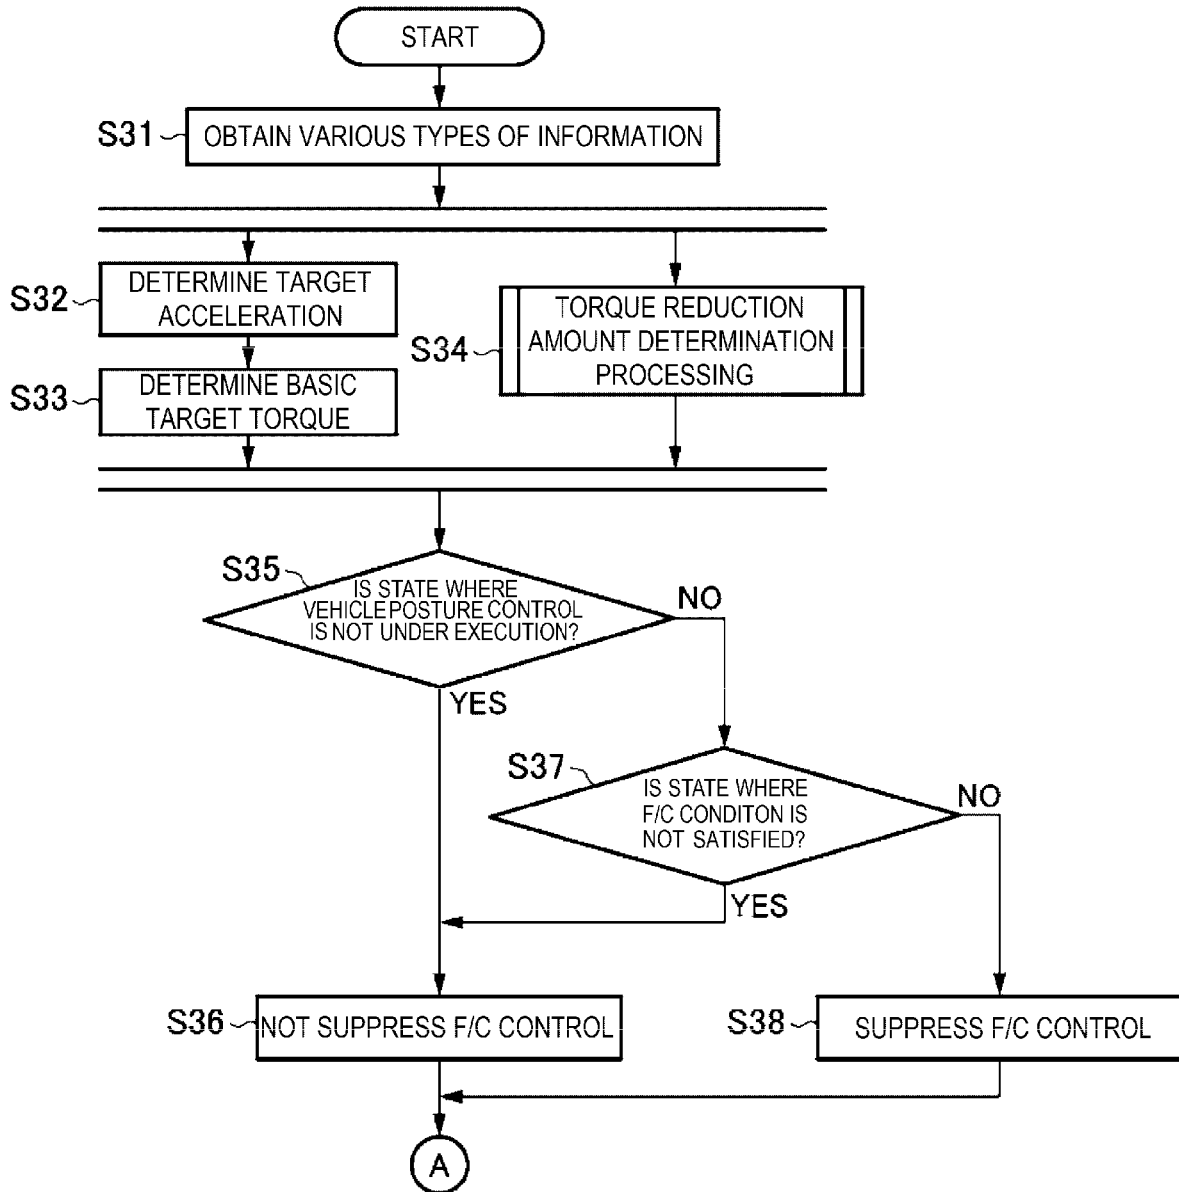 START
S31
OBTAIN VARIOUS TYPES OF INFORMATION
S32
DETERMINE TARGET
ACCELERATION
S33
DETERMINE BASIC
TARGET TORQUE
S34
TORQUE REDUCTION
AMOUNT DETERMINATION
PROCESSING
S35
IS STATE WHERE
VEHICLE POSTURE CONTROL
IS NOT UNDER EXECUTION?
NO
YES
S37
IS STATE WHERE
F/C CONDITON IS
NOT SATISFIED?
NO
YES
S36
NOT SUPPRESS F/C CONTROL
S38
SUPPRESS F/C CONTROL
A